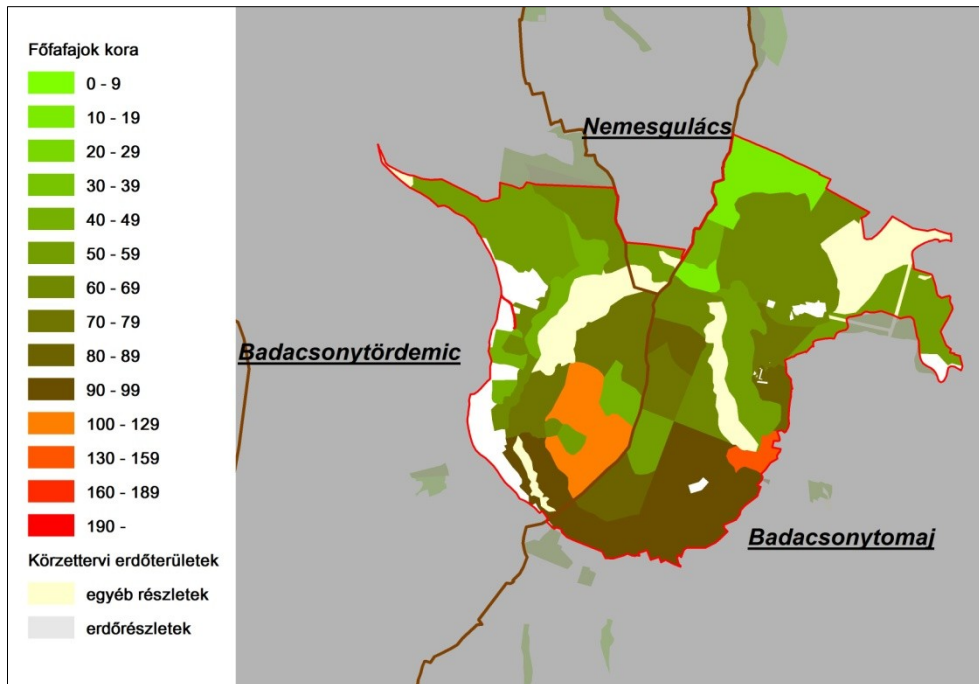 Főfafajok kora
0 - 9
10 - 19
20 - 29
30 - 39
40 - 49
50 - 59
60 - 69
70 - 79
80 - 89
90 - 99
100 - 129
130 - 159
160 - 189
190 -
Körzettervi erdőterületek
egyéb részletek
erdőrészletek
Nemesgulács
Badacsonytördemic
Badacsonytomaj